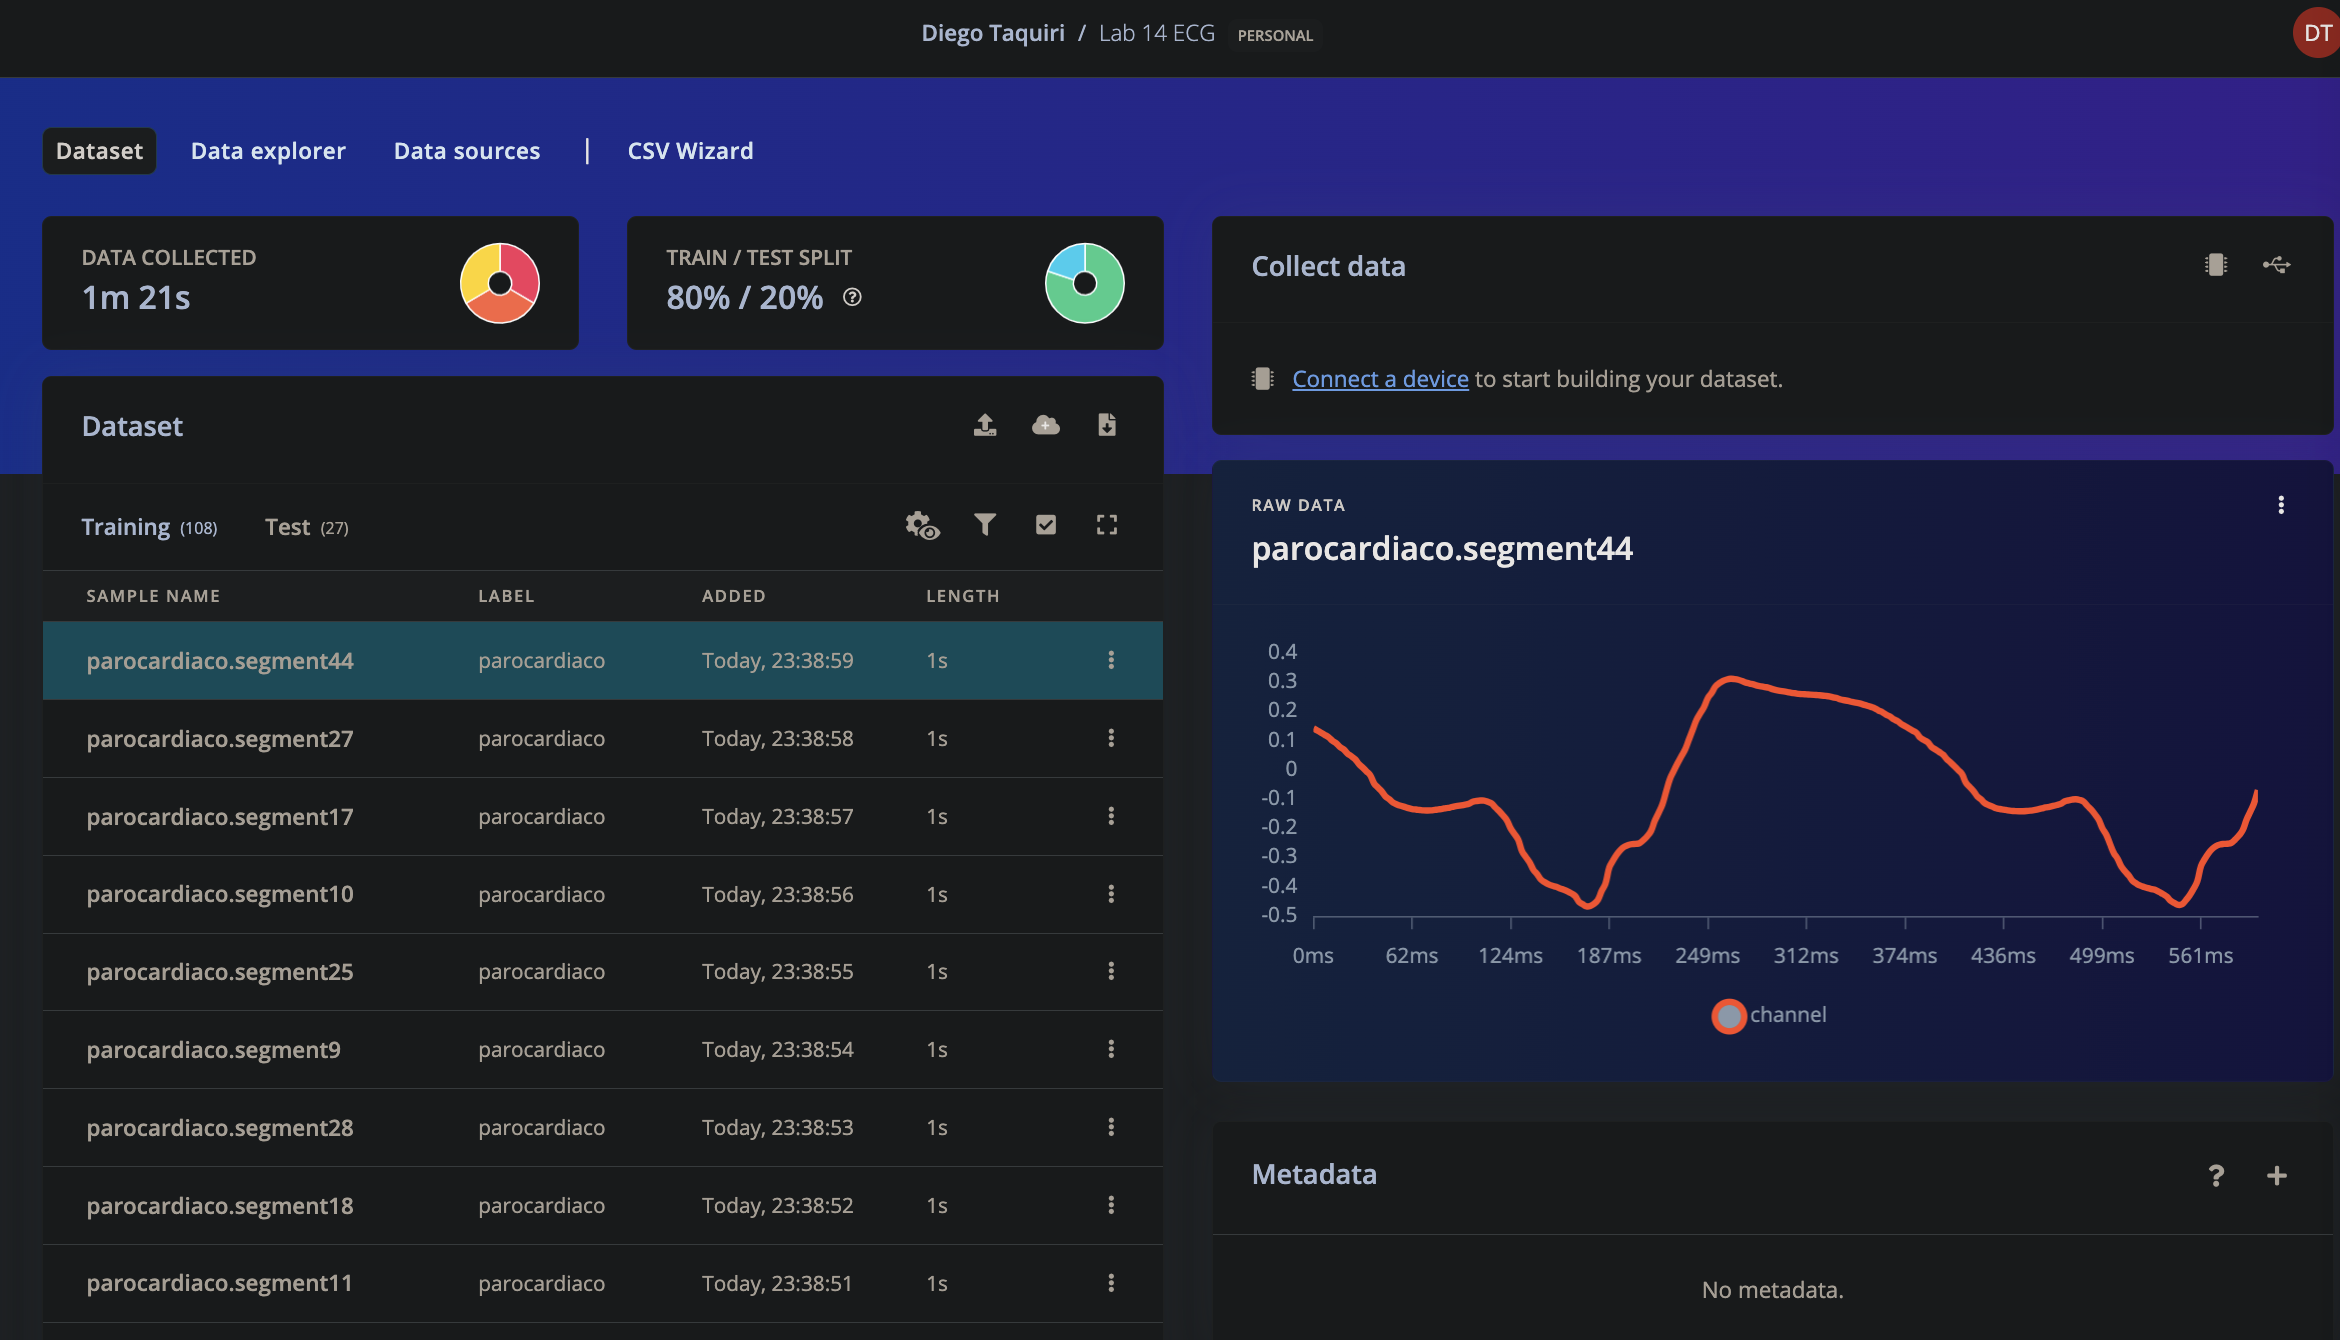 Diego Taquiri / Lab 14 ECG PERSONAL
DT
Dataset Data explorer Data sources | CSV Wizard
DATA COLLECTED
1m 21s
TRAIN / TEST SPLIT
80% / 20% ?
Collect data
Connect a device to start building your dataset.
Dataset
Training (108) Test (27)
SAMPLE NAME LABEL ADDED LENGTH
parocardiaco.segment44 parocardiaco Today, 23:38:59 1s
parocardiaco.segment27 parocardiaco Today, 23:38:58 1s
parocardiaco.segment17 parocardiaco Today, 23:38:57 1s
parocardiaco.segment10 parocardiaco Today, 23:38:56 1s
parocardiaco.segment25 parocardiaco Today, 23:38:55 1s
parocardiaco.segment9 parocardiaco Today, 23:38:54 1s
parocardiaco.segment28 parocardiaco Today, 23:38:53 1s
parocardiaco.segment18 parocardiaco Today, 23:38:52 1s
parocardiaco.segment11 parocardiaco Today, 23:38:51 1s
RAW DATA
parocardiaco.segment44
0.4
0.3
0.2
0.1
0
-0.1
-0.2
-0.3
-0.4
-0.5
0ms 62ms 124ms 187ms 249ms 312ms 374ms 436ms 499ms 561ms
channel
Metadata ? +
No metadata.